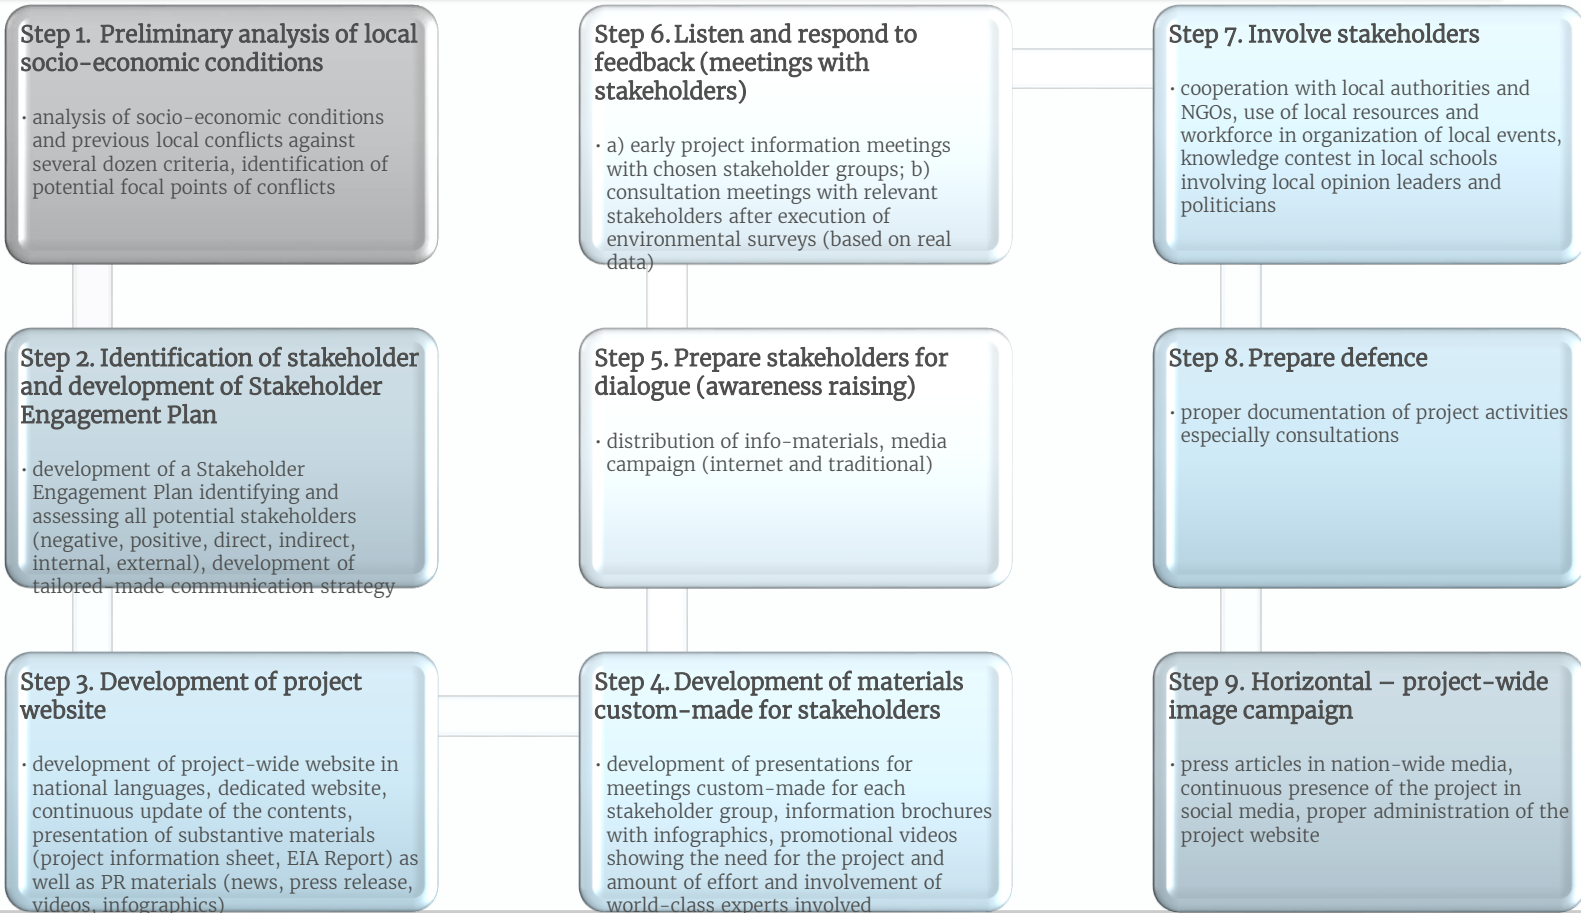 Step 1. Preliminary analysis of local
socio-economic conditions
· analysis of socio-economic conditions
and previous local conflicts against
several dozen criteria, identification of
potential focal points of conflicts
Step 2. Identification of stakeholder
and development of Stakeholder
Engagement Plan
· development of a Stakeholder
Engagement Plan identifying and
assessing all potential stakeholders
(negative, positive, direct, indirect,
internal, external), development of
tailored-made communication strategy
Step 3. Development of project
website
· development of project-wide website in
national languages, dedicated website,
continuous update of the contents,
presentation of substantive materials
(project information sheet, EIA Report) as
well as PR materials (news, press release,
videos, infographics)
Step 4. Development of materials
custom-made for stakeholders
· development of presentations for
meetings custom-made for each
stakeholder group, information brochures
with infographics, promotional videos
showing the need for the project and
amount of effort and involvement of
world-class experts involved
Step 5. Prepare stakeholders for
dialogue (awareness raising)
· distribution of info-materials, media
campaign (internet and traditional)
Step 6. Listen and respond to
feedback (meetings with
stakeholders)
· a) early project information meetings
with chosen stakeholder groups; b)
consultation meetings with relevant
stakeholders after execution of
environmental surveys (based on real
data)
Step 7. Involve stakeholders
· cooperation with local authorities and
NGOs, use of local resources and
workforce in organization of local events,
knowledge contest in local schools
involving local opinion leaders and
politicians
Step 8. Prepare defence
· proper documentation of project activities
especially consultations
Step 9. Horizontal – project-wide
image campaign
· press articles in nation-wide media,
continuous presence of the project in
social media, proper administration of the
project website